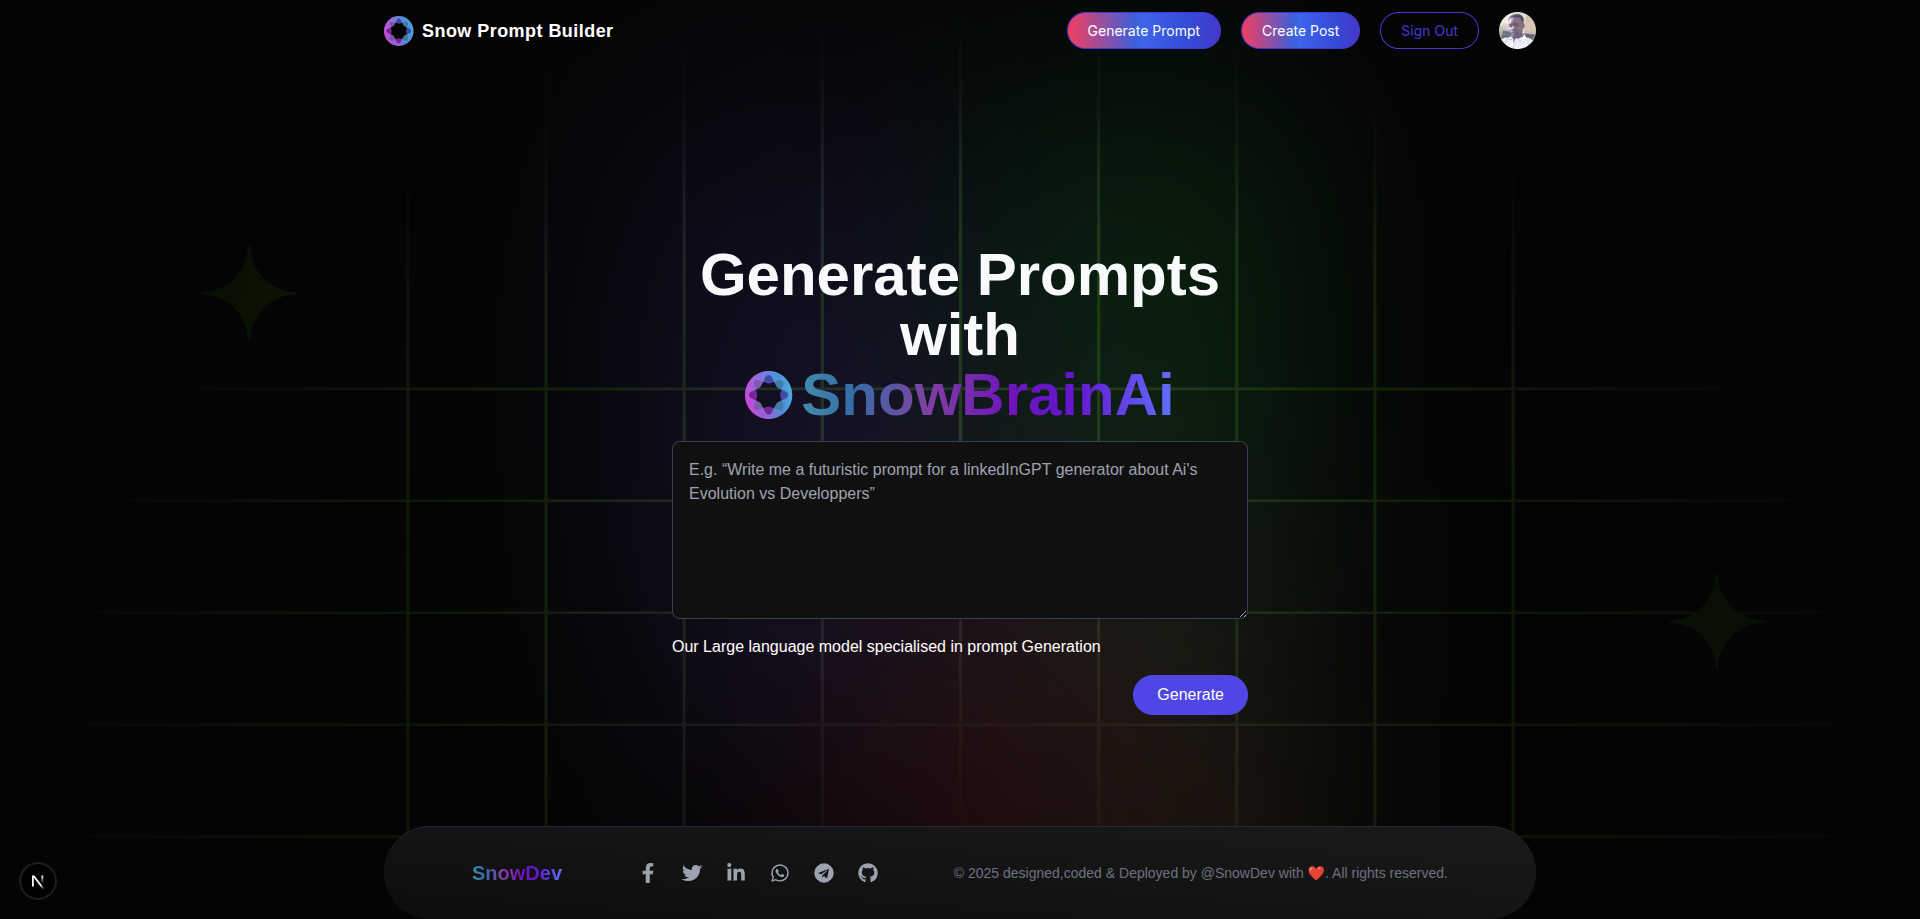 Snow Prompt Builder
Generate Prompt
Create Post
Sign Out
Generate Prompts
with
SnowBrainAi
E.g. “Write me a futuristic prompt for a linkedInGPT generator about Ai's
Evolution vs Developpers”
Our Large language model specialised in prompt Generation
Generate
N
SnowDev
© 2025 designed,coded & Deployed by @SnowDev with ❤️. All rights reserved.